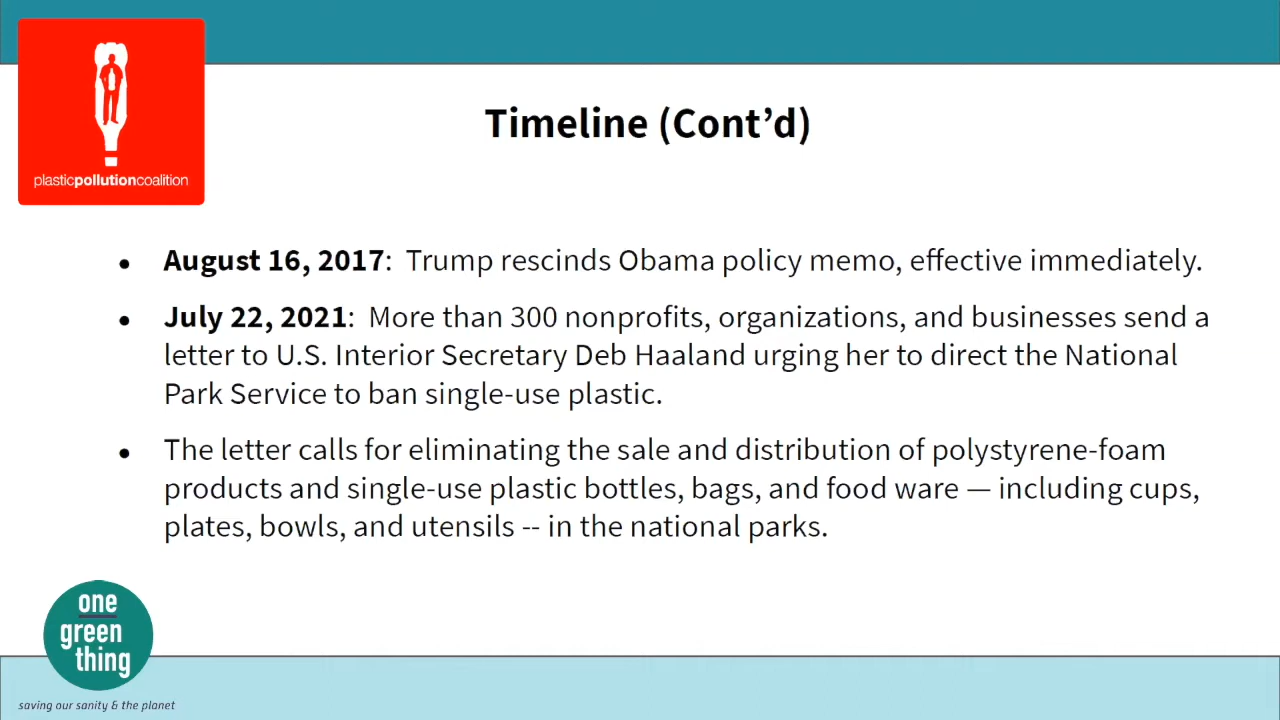 plasticpollutioncoalition
Timeline (Cont’d)
● August 16, 2017:  Trump rescinds Obama policy memo, effective immediately.
● July 22, 2021:  More than 300 nonprofits, organizations, and businesses send a
letter to U.S. Interior Secretary Deb Haaland urging her to direct the National
Park Service to ban single-use plastic.
● The letter calls for eliminating the sale and distribution of polystyrene-foam
products and single-use plastic bottles, bags, and food ware — including cups,
plates, bowls, and utensils -- in the national parks.
one
green
thing
saving our sanity & the planet